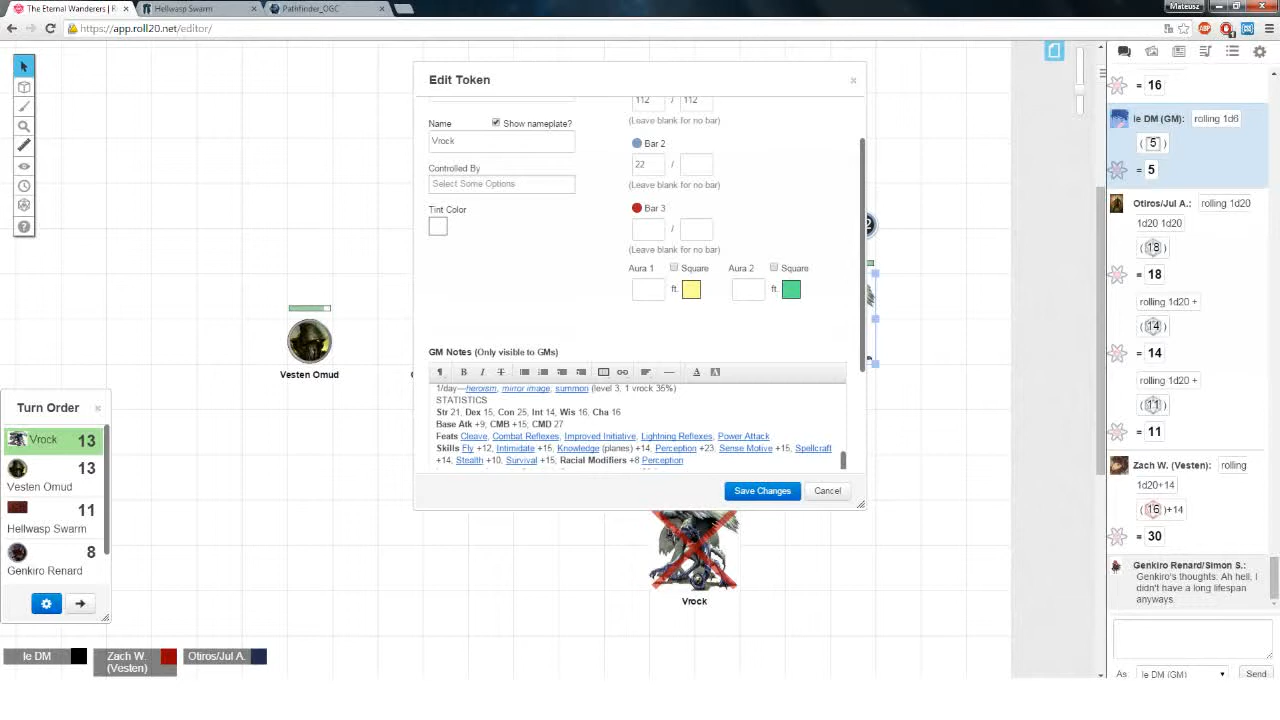 The Eternal Wanderers | R
Hellwasp Swarm
Pathfinder_OGC
Mateusz
https://app.roll20.net/editor/
Edit Token
112 / 112
(Leave blank for no bar)
Name
Show nameplate?
Vrock
Bar 2
22 /
(Leave blank for no bar)
Controlled By
Select Some Options
Tint Color
Bar 3
/
(Leave blank for no bar)
Aura 1 Square Aura 2 Square
ft. ft.
GM Notes (Only visible to GMs)
1/day—heroism, mirror image, summon (level 3, 1 vrock 35%)
STATISTICS
Str 21, Dex 15, Con 25, Int 14, Wis 16, Cha 16
Base Atk +9; CMB +15; CMD 27
Feats Cleave, Combat Reflexes, Improved Initiative, Lightning Reflexes, Power Attack
Skills Fly +12, Intimidate +15, Knowledge (planes) +14, Perception +23, Sense Motive +15, Spellcraft
+14, Stealth +10, Survival +15; Racial Modifiers +8 Perception
Save Changes
Cancel
2
Vesten Omud
Vrock
Turn Order
Vrock 13
13
Vesten Omud
11
Hellwasp Swarm
8
Genkiro Renard
le DM
Zach W.
(Vesten)
Otiros/Jul A.
= 16
le DM (GM): rolling 1d6
( 5 )
= 5
Otiros/Jul A.: rolling 1d20
1d20 1d20
(18)
= 18
rolling 1d20 +
(14)
= 14
rolling 1d20 +
(11)
= 11
Zach W. (Vesten): rolling
1d20+14
(16)+14
= 30
Genkiro Renard/Simon S.:
Genkiro's thoughts: Ah hell, I
didn't have a long lifespan
anyways.
As: le DM (GM)
Send